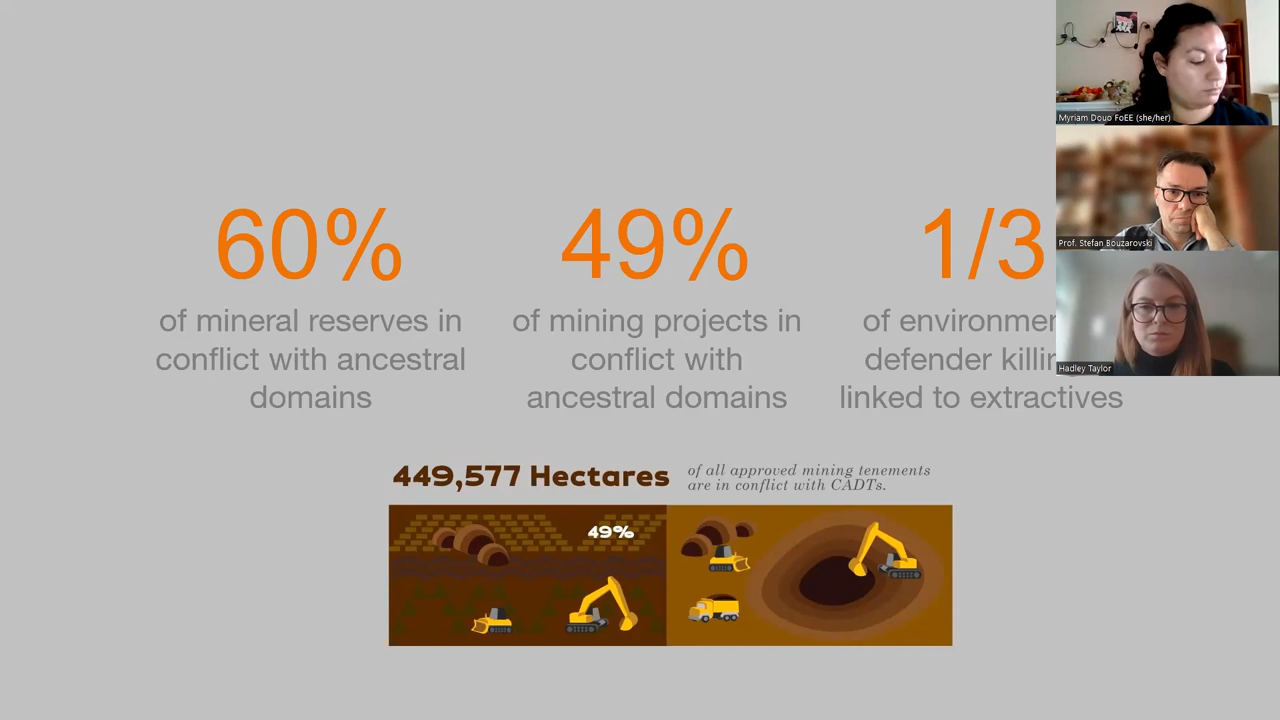 60%
of mineral reserves in
conflict with ancestral
domains
49%
of mining projects in
conflict with
ancestral domains
1/3
of
defender
linked to extractives
449,577 Hectares
of all approved mining tenements
are in conflict with CADTs.
49%
Myriam Douo FoEE (she/her)
Prof. Stefan Bouzarovski
Hadley Taylor